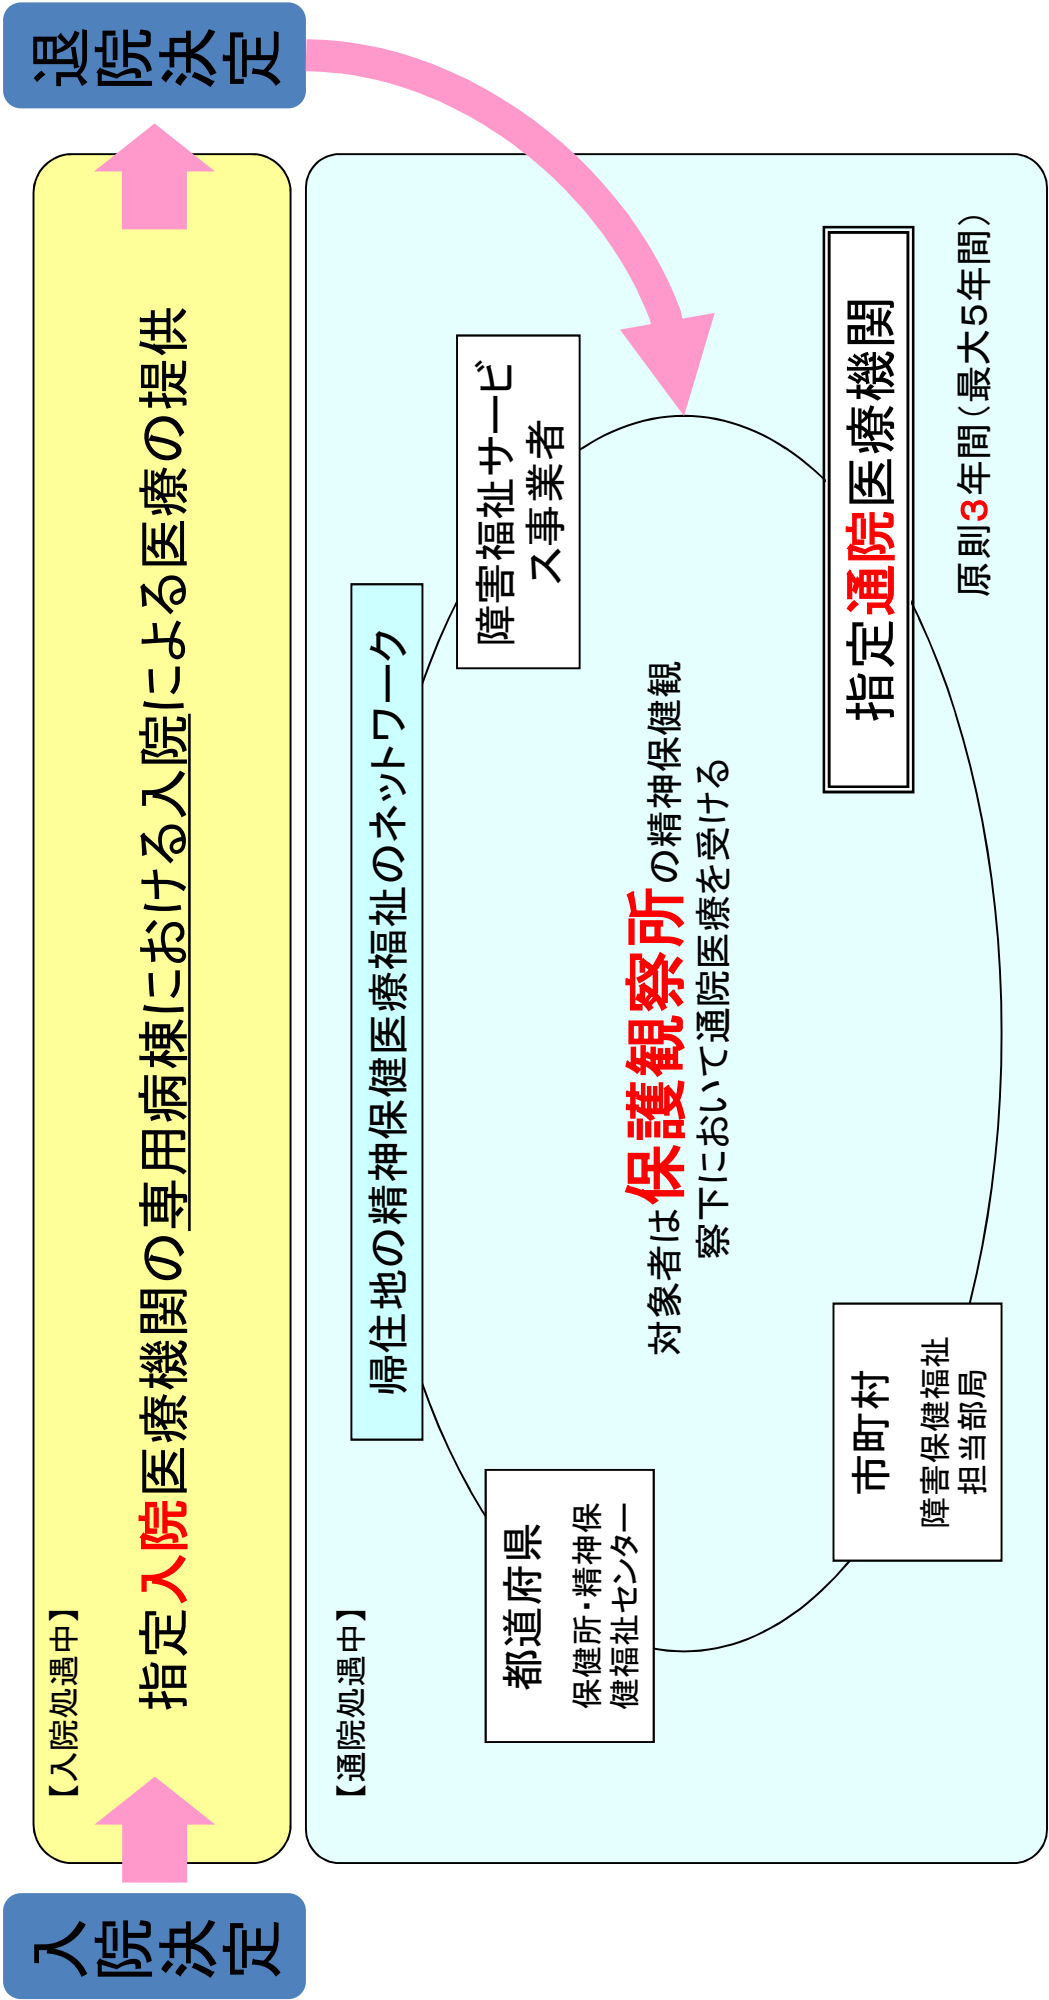 入院決定
【入院処遇中】
指定入院医療機関の専用病棟における入院による医療の提供
退院決定
【通院処遇中】
帰住地の精神保健医療福祉のネットワーク
都道府県
保健所・精神保
健福祉センター
障害福祉サービ
ス事業者
対象者は保護観察所の精神保健観
察下において通院医療を受ける
市町村
障害保健福祉
担当部局
指定通院医療機関
原則3年間（最大5年間）